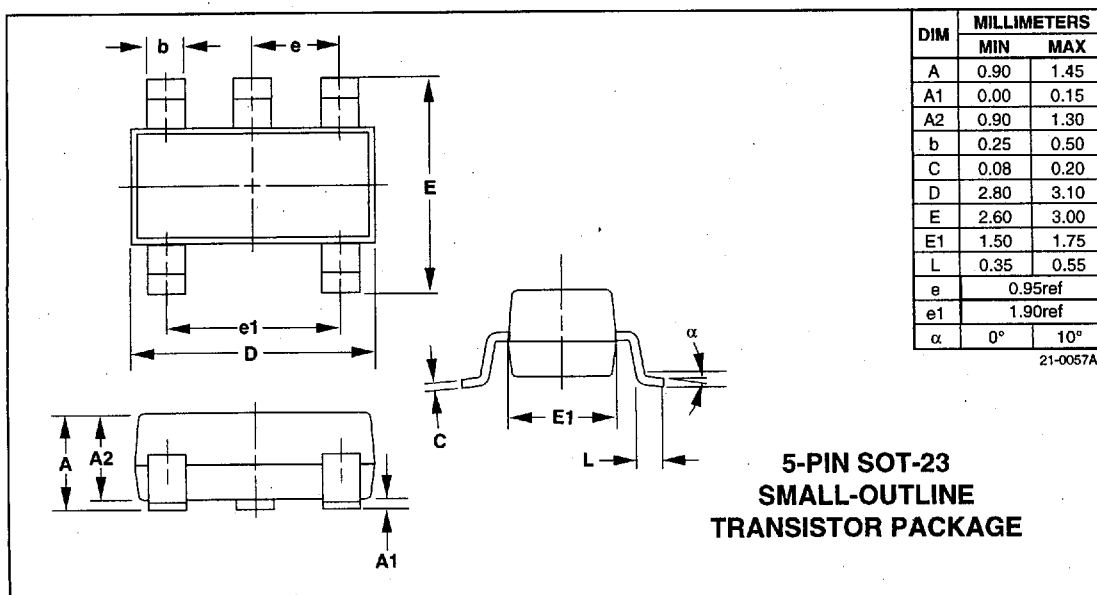 b
e
E
e1
D
A
A2
A1
C
E1
α
L
DIM MILLIMETERS
MIN MAX
A 0.90 1.45
A1 0.00 0.15
A2 0.90 1.30
b 0.25 0.50
C 0.08 0.20
D 2.80 3.10
E 2.60 3.00
E1 1.50 1.75
L 0.35 0.55
e 0.95ref
e1 1.90ref
α 0° 10°
21-0057A
5-PIN SOT-23
SMALL-OUTLINE
TRANSISTOR PACKAGE